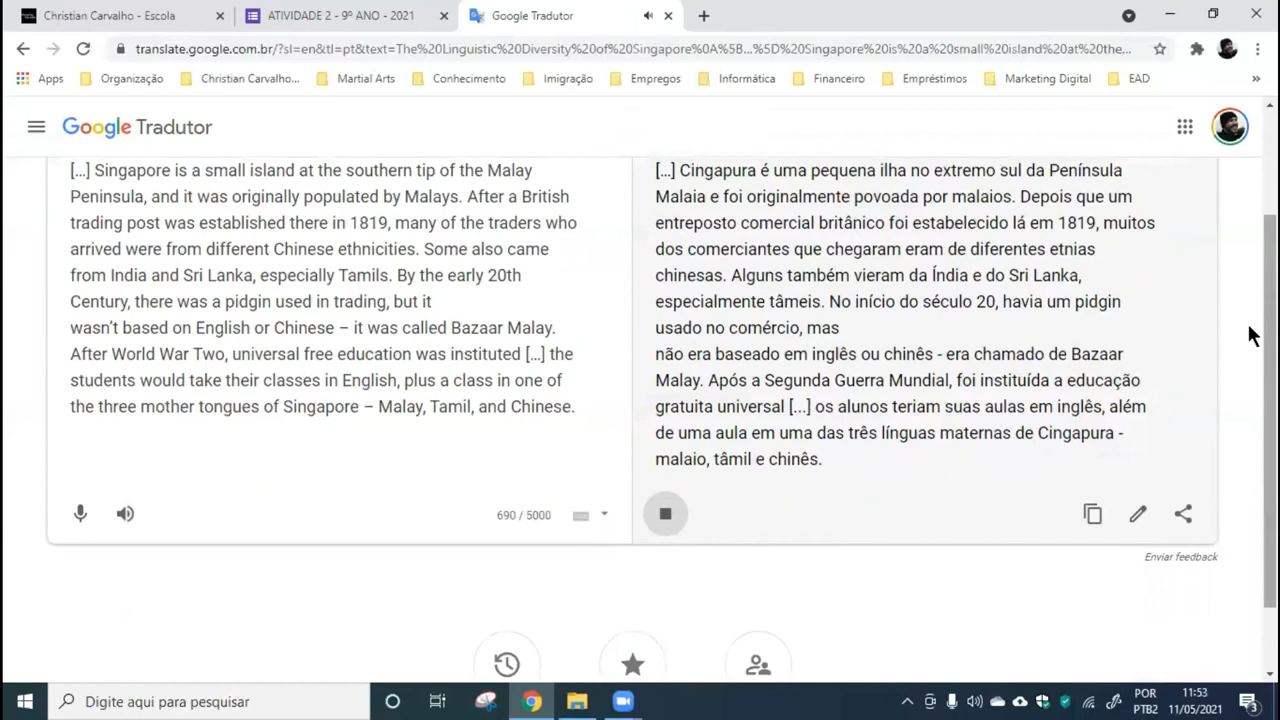 Christian Carvalho - Escola
ATIVIDADE 2 - 9º ANO - 2021
Google Tradutor
translate.google.com.br/?sl=en&tl=pt&text=The%20Linguistic%20Diversity%20of%20Singapore%0A%5B...%5D%20Singapore%20is%20a%20small%20island%20at%20the...
Apps
Organização
Christian Carvalho...
Martial Arts
Conhecimento
Imigração
Empregos
Informática
Financeiro
Empréstimos
Marketing Digital
EAD
»
Google Tradutor
[...] Singapore is a small island at the southern tip of the Malay
Peninsula, and it was originally populated by Malays. After a British
trading post was established there in 1819, many of the traders who
arrived were from different Chinese ethnicities. Some also came
from India and Sri Lanka, especially Tamils. By the early 20th
Century, there was a pidgin used in trading, but it
wasn't based on English or Chinese – it was called Bazaar Malay.
After World War Two, universal free education was instituted [...] the
students would take their classes in English, plus a class in one of
the three mother tongues of Singapore – Malay, Tamil, and Chinese.
690 / 5000
[...] Cingapura é uma pequena ilha no extremo sul da Península
Malaia e foi originalmente povoada por malaios. Depois que um
entreposto comercial britânico foi estabelecido lá em 1819, muitos
dos comerciantes que chegaram eram de diferentes etnias
chinesas. Alguns também vieram da Índia e do Sri Lanka,
especialmente tâmeis. No início do século 20, havia um pidgin
usado no comércio, mas
não era baseado em inglês ou chinês - era chamado de Bazaar
Malay. Após a Segunda Guerra Mundial, foi instituída a educação
gratuita universal [...] os alunos teriam suas aulas em inglês, além
de uma aula em uma das três línguas maternas de Cingapura -
malaio, tâmil e chinês.
Enviar feedback
Digite aqui para pesquisar
POR
PTB2
11:53
11/05/2021
3